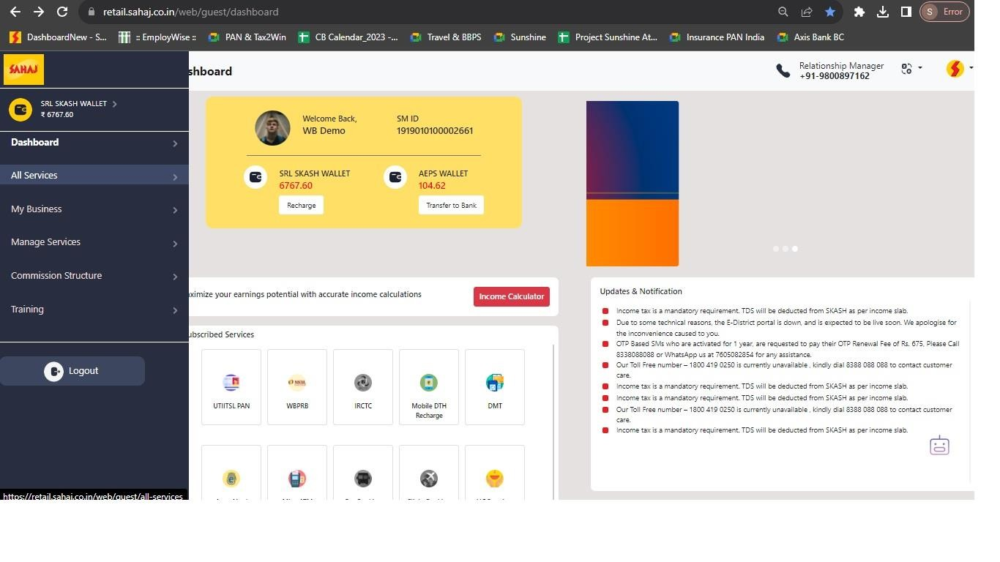 retail.sahaj.co.in/web/guest/dashboard
S Error
DashboardNew - S...
:: EmployWise ::
PAN & Tax2Win
CB Calendar_2023 -...
Travel & BBPS
Sunshine
Project Sunshine At...
Insurance PAN India
Axis Bank BC
SAHAJ
shboard
Relationship Manager
+91-9800897162
SRL SKASH WALLET
₹ 6767.60
Dashboard
All Services
My Business
Manage Services
Commission Structure
Training
Logout
https://retail.sahaj.co.in/web/guest/all-services
Welcome Back,
WB Demo
SM ID
1919010100002661
SRL SKASH WALLET
6767.60
Recharge
AEPS WALLET
104.62
Transfer to Bank
ximize your earnings potential with accurate income calculations
Income Calculator
ubscribed Services
UTIITSL PAN
WBPRB
IRCTC
Mobile DTH
Recharge
DMT
Updates & Notification
Income tax is a mandatory requirement. TDS will be deducted from SKASH as per income slab.
Due to some technical reasons, the E-District portal is down, and is expected to be live soon. We apologise for
the inconvenience caused to you.
OTP Based SMs who are activated for 1 year, are requested to pay their OTP Renewal Fee of Rs. 675, Please Call
8338088088 or WhatsApp us at 7605082854 for any assistance.
Our Toll Free number – 1800 419 0250 is currently unavailable , kindly dial 8388 088 088 to contact customer
care.
Income tax is a mandatory requirement. TDS will be deducted from SKASH as per income slab.
Income tax is a mandatory requirement. TDS will be deducted from SKASH as per income slab.
Our Toll Free number – 1800 419 0250 is currently unavailable , kindly dial 8388 088 088 to contact customer
care.
Income tax is a mandatory requirement. TDS will be deducted from SKASH as per income slab.